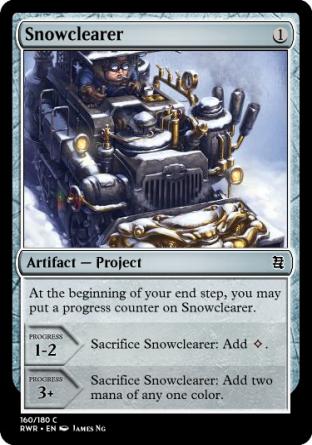 Snowclearer 1
Artifact — Project
At the beginning of your end step, you may
put a progress counter on Snowclearer.
PROGRESS
1-2
Sacrifice Snowclearer: Add .
PROGRESS
3+
Sacrifice Snowclearer: Add two
mana of any one color.
160/180 C
RWR • EN James Ng